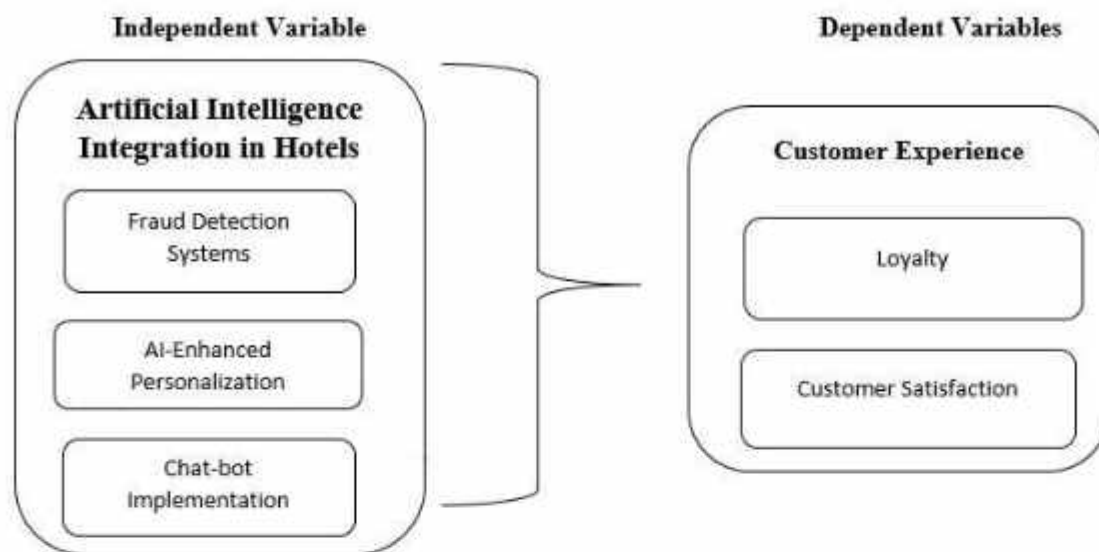 Independent Variable
Dependent Variables
Artificial Intelligence
Integration in Hotels
Fraud Detection
Systems
AI-Enhanced
Personalization
Chat-bot
Implementation
Customer Experience
Loyalty
Customer Satisfaction